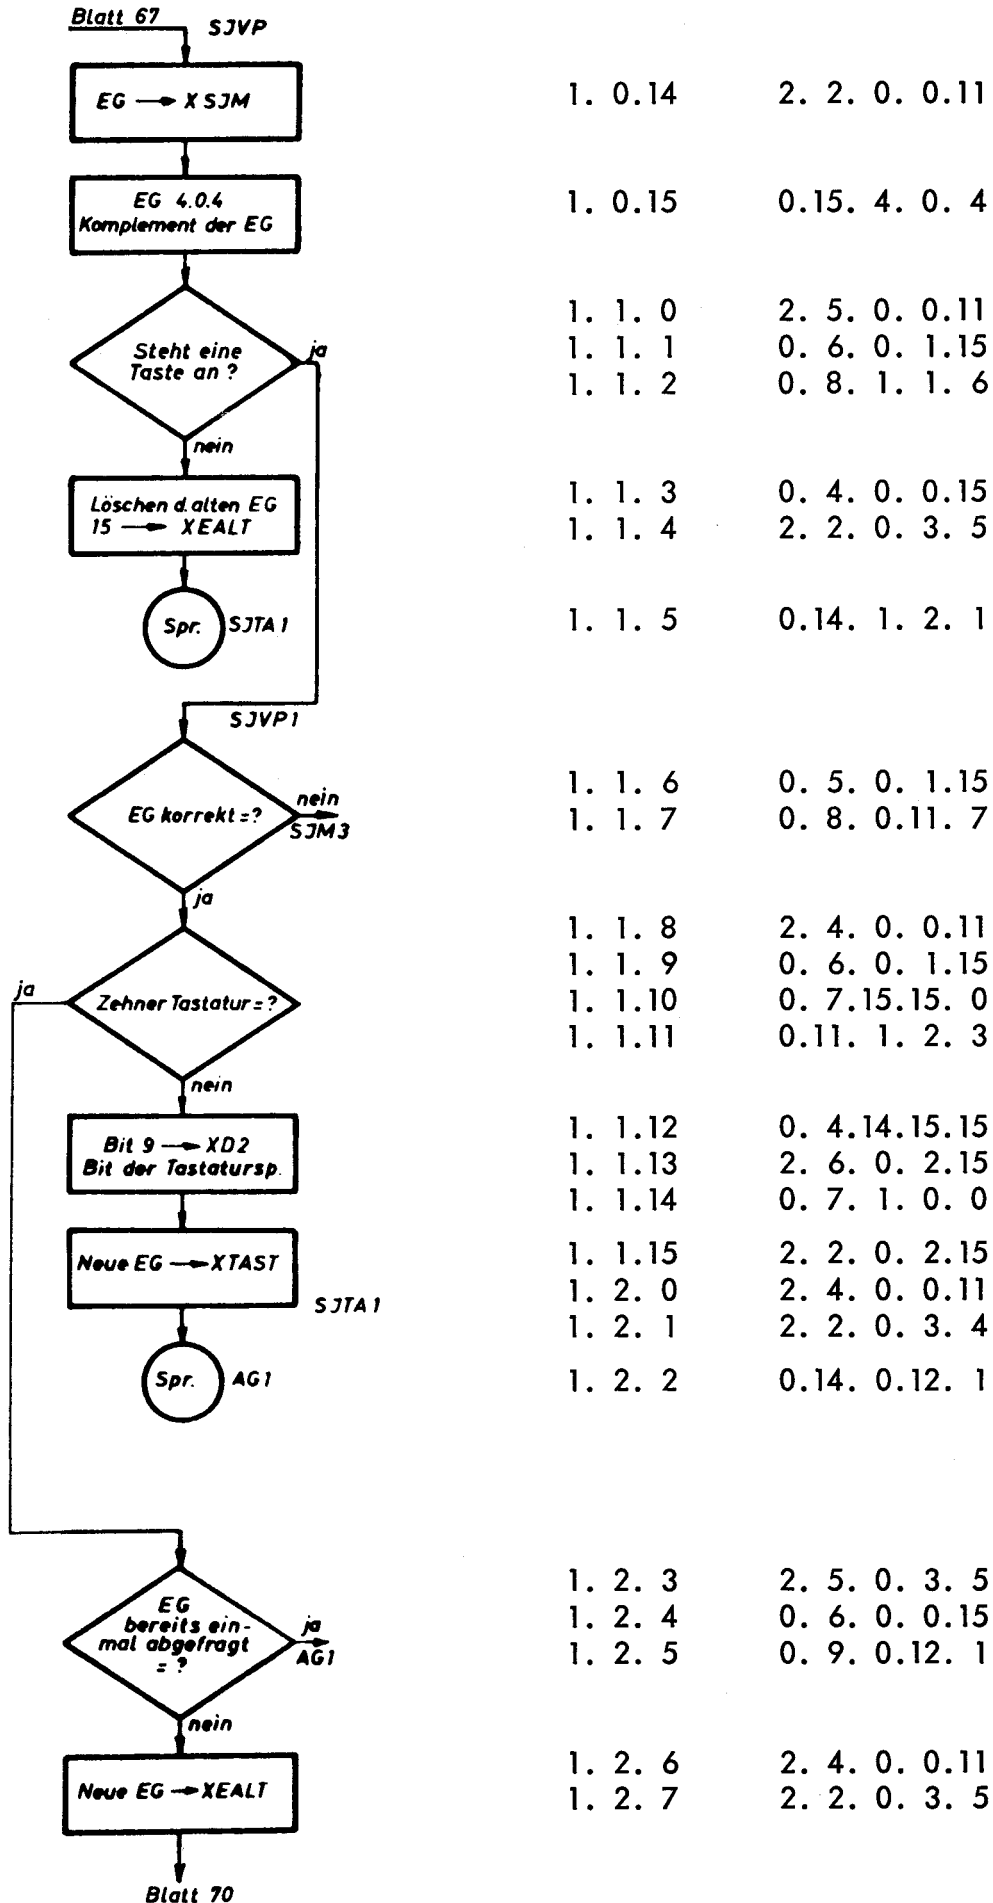 Blatt 67
SJVP
EG → XSJM
1. 0.14 2. 2. 0. 0.11
EG 4.0.4
Komplement der EG
1. 0.15 0.15. 4. 0. 4
Steht eine
Taste an ?
ja
nein
1. 1. 0 2. 5. 0. 0.11
1. 1. 1 0. 6. 0. 1.15
1. 1. 2 0. 8. 1. 1. 6
Löschen d. alten EG
15 → XEALT
1. 1. 3 0. 4. 0. 0.15
1. 1. 4 2. 2. 0. 3. 5
Spr. SJTA1
1. 1. 5 0.14. 1. 2. 1
SJVP1
EG korrekt = ?
nein
SJM3
ja
1. 1. 6 0. 5. 0. 1.15
1. 1. 7 0. 8. 0.11. 7
ja
Zehner Tastatur = ?
nein
1. 1. 8 2. 4. 0. 0.11
1. 1. 9 0. 6. 0. 1.15
1. 1.10 0. 7.15.15. 0
1. 1.11 0.11. 1. 2. 3
Bit 9 → XD2
Bit der Tastatursp.
1. 1.12 0. 4.14.15.15
1. 1.13 2. 6. 0. 2.15
1. 1.14 0. 7. 1. 0. 0
Neue EG → XTAST
SJTA1
1. 1.15 2. 2. 0. 2.15
1. 2. 0 2. 4. 0. 0.11
1. 2. 1 2. 2. 0. 3. 4
Spr. AG1
1. 2. 2 0.14. 0.12. 1
EG
bereits ein-
mal abgefragt
= ?
ja
AG1
nein
1. 2. 3 2. 5. 0. 3. 5
1. 2. 4 0. 6. 0. 0.15
1. 2. 5 0. 9. 0.12. 1
Neue EG → XEALT
1. 2. 6 2. 4. 0. 0.11
1. 2. 7 2. 2. 0. 3. 5
Blatt 70